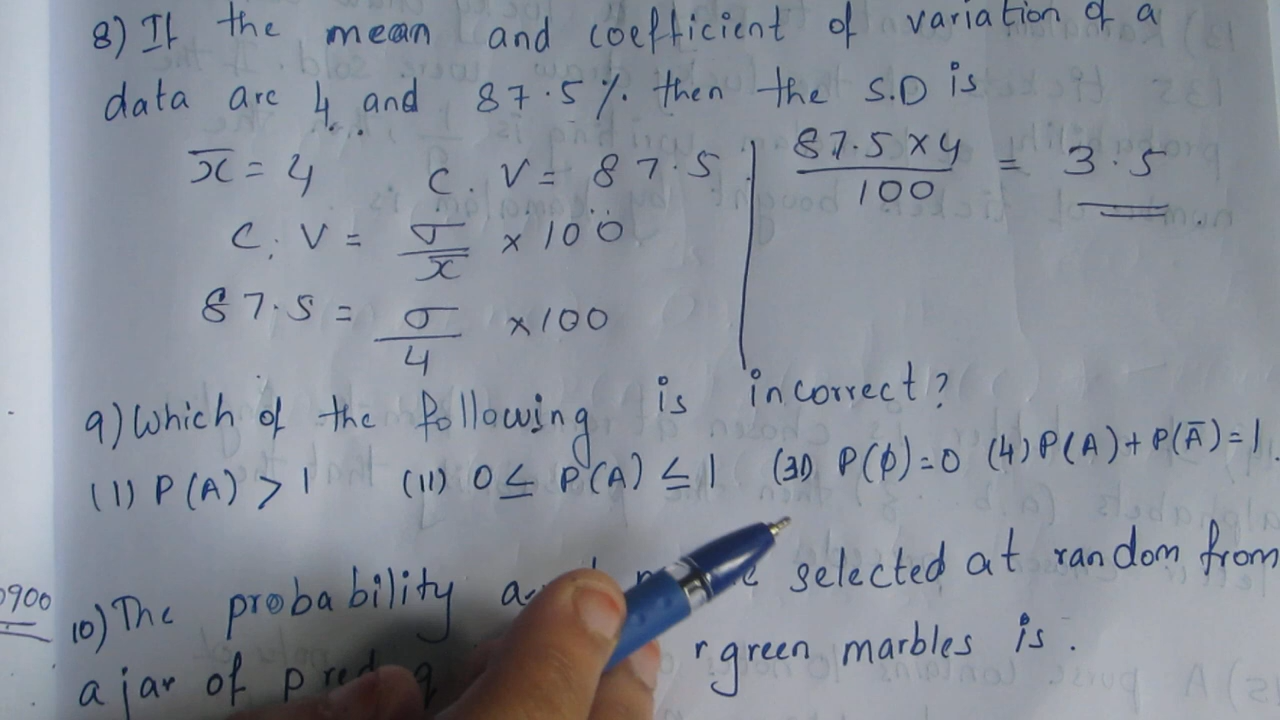 8) If the mean and coefficient of variation of a
data are 4 and 87.5%. then the S.D is
x̅ = 4 C.V = 87.5 | 87.5 x 4 / 100 = 3.5
C.V = σ / x̅ x 100
87.5 = σ / 4 x 100
9) Which of the following is incorrect?
(1) P(A) > 1 (11) 0 ≤ P(A) ≤ 1 (31) P(ϕ) = 0 (4) P(A) + P(A̅) = 1.
10) The probability a selected at random from
a jar of p red q r green marbles is.
900